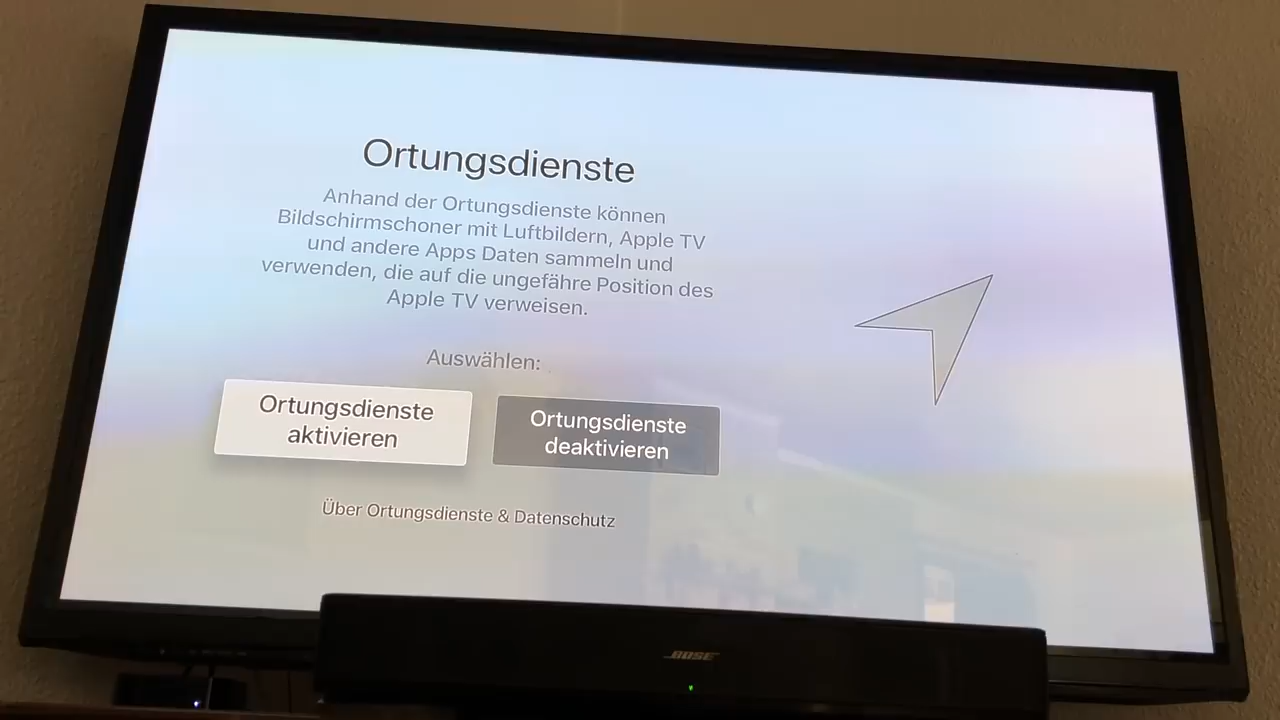 Ortungsdienste
Anhand der Ortungsdienste können
Bildschirmschoner mit Luftbildern, Apple TV
und andere Apps Daten sammeln und
verwenden, die auf die ungefähre Position des
Apple TV verweisen.
Auswählen:
Ortungsdienste
aktivieren
Ortungsdienste
deaktivieren
Über Ortungsdienste & Datenschutz
BOSE